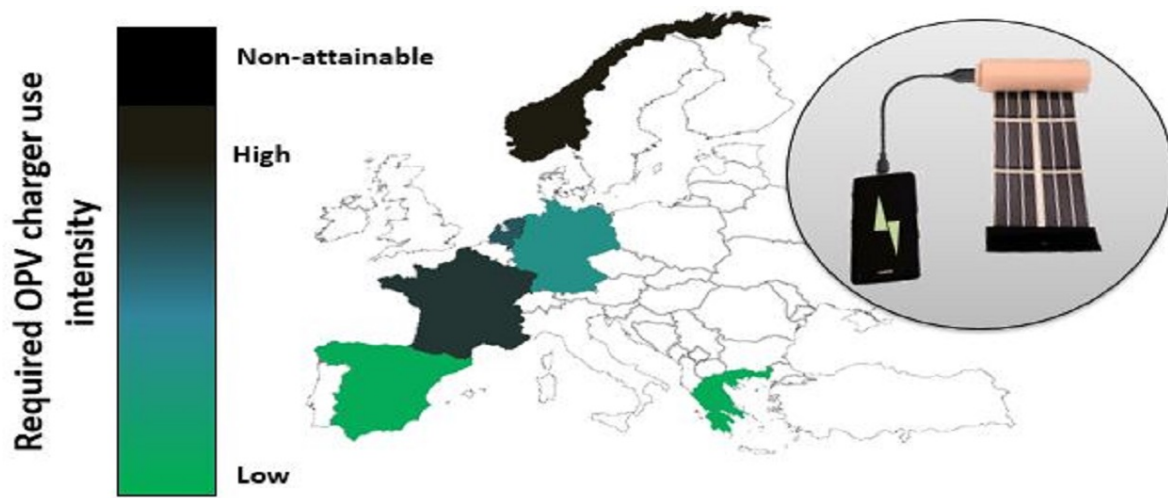 Required OPV charger use
intensity
Non-attainable
High
Low